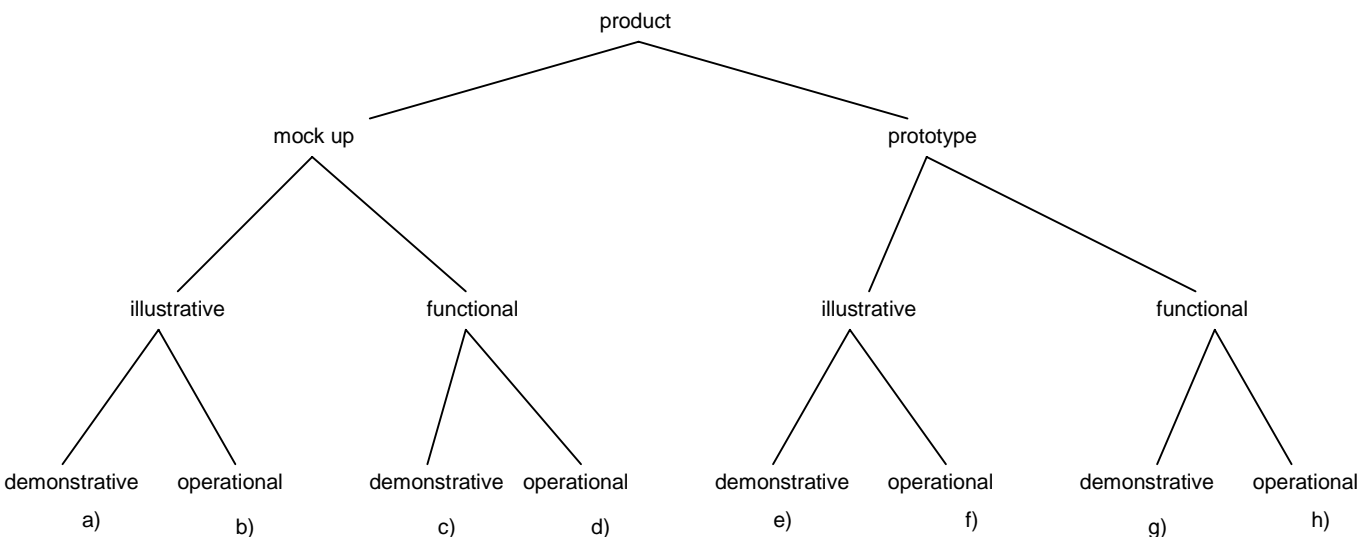 product
mock up prototype
illustrative functional illustrative functional
demonstrative operational demonstrative operational demonstrative operational demonstrative operational
a) b) c) d) e) f) g) h)